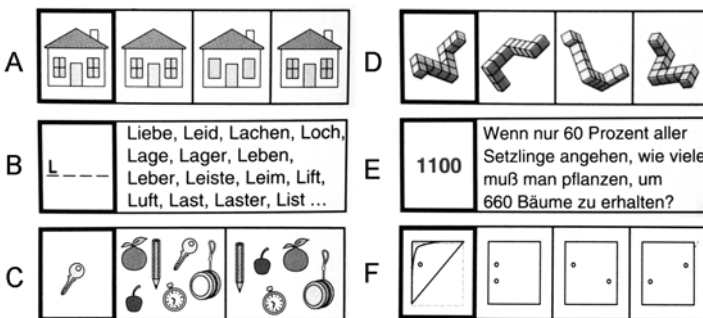 A
D
B
L _ _ _ _
Liebe, Leid, Lachen, Loch,
Lage, Lager, Leben,
Leber, Leiste, Leim, Lift,
Luft, Last, Laster, List ...
E
1100
Wenn nur 60 Prozent aller
Setzlinge angehen, wie viele
muß man pflanzen, um
660 Bäume zu erhalten?
C
F